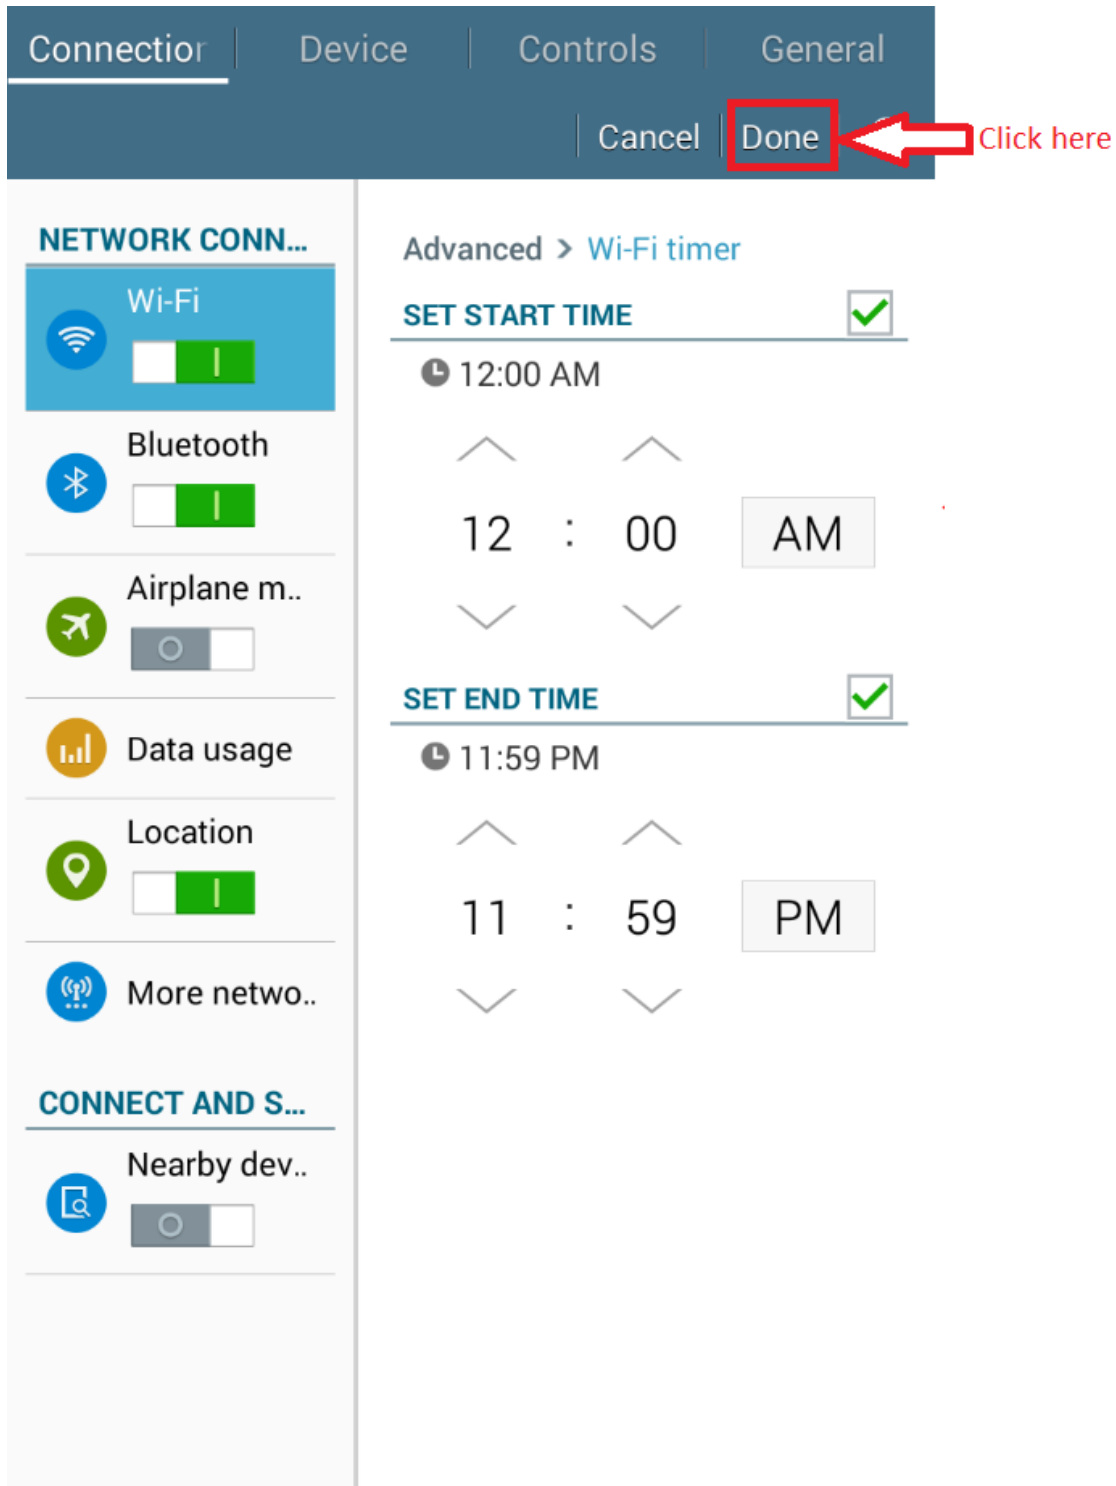 Connection Device Controls General
Cancel Done Click here
NETWORK CONN...
Wi-Fi
Bluetooth
Airplane m..
Data usage
Location
More netwo..
CONNECT AND S...
Nearby dev..
Advanced > Wi-Fi timer
SET START TIME
12:00 AM
12 : 00 AM
SET END TIME
11:59 PM
11 : 59 PM